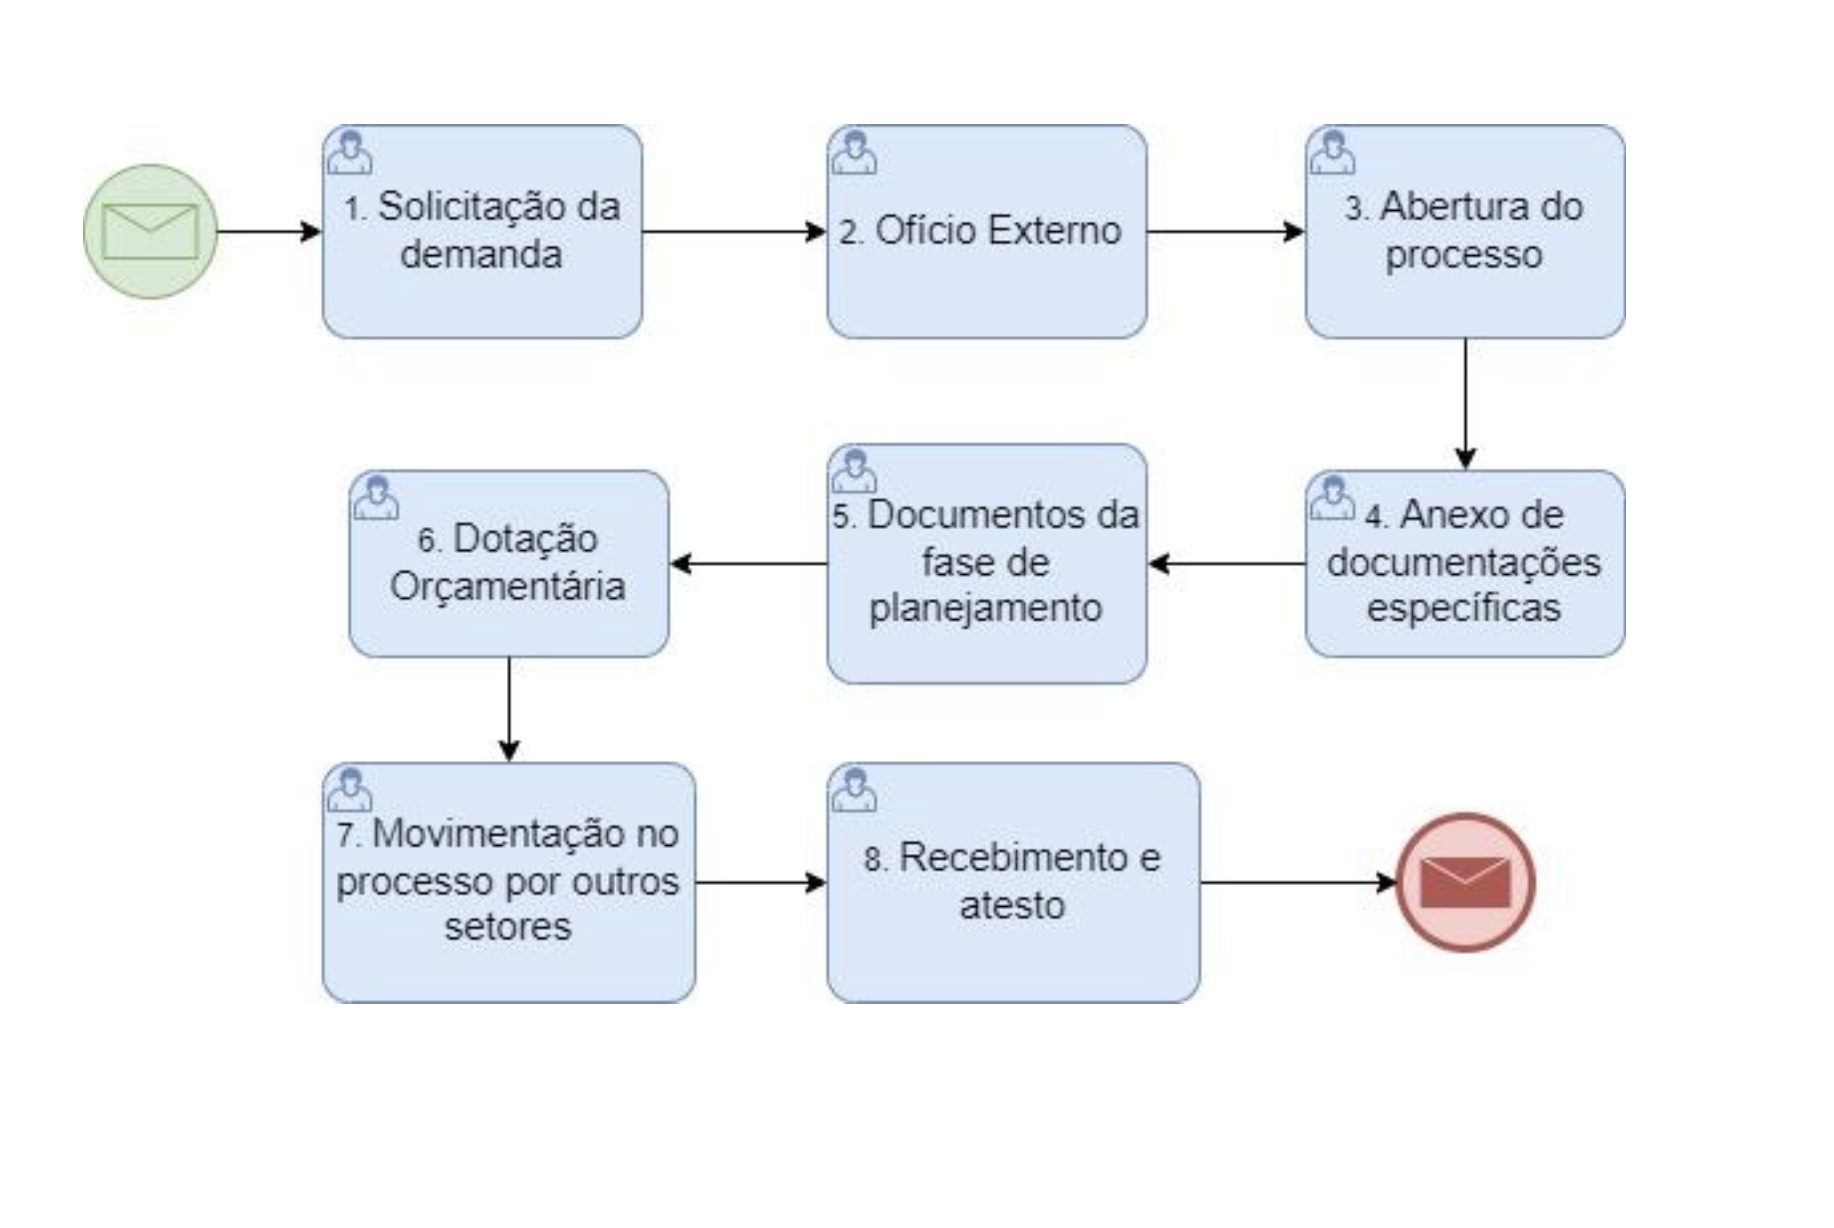 1. Solicitação da
demanda
2. Ofício Externo
3. Abertura do
processo
4. Anexo de
documentações
específicas
5. Documentos da
fase de
planejamento
6. Dotação
Orçamentária
7. Movimentação no
processo por outros
setores
8. Recebimento e
atesto